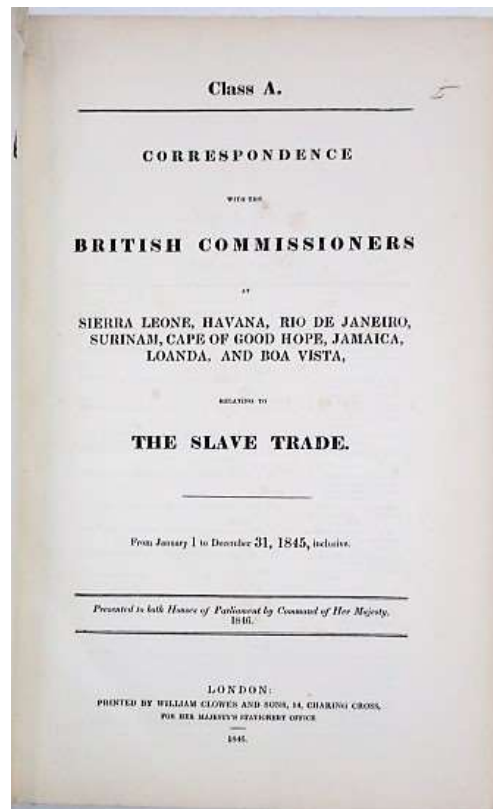 Class A.
CORRESPONDENCE
WITH THE
BRITISH COMMISSIONERS
AT
SIERRA LEONE, HAVANA, RIO DE JANEIRO,
SURINAM, CAPE OF GOOD HOPE, JAMAICA,
LOANDA, AND BOA VISTA,
RELATING TO
THE SLAVE TRADE.
From January 1 to December 31, 1845, inclusive.
Presented to both Houses of Parliament by Command of Her Majesty,
1846.
LONDON:
PRINTED BY WILLIAM CLOWES AND SONS, 14, CHARING CROSS,
FOR HER MAJESTY'S STATIONERY OFFICE
1846.